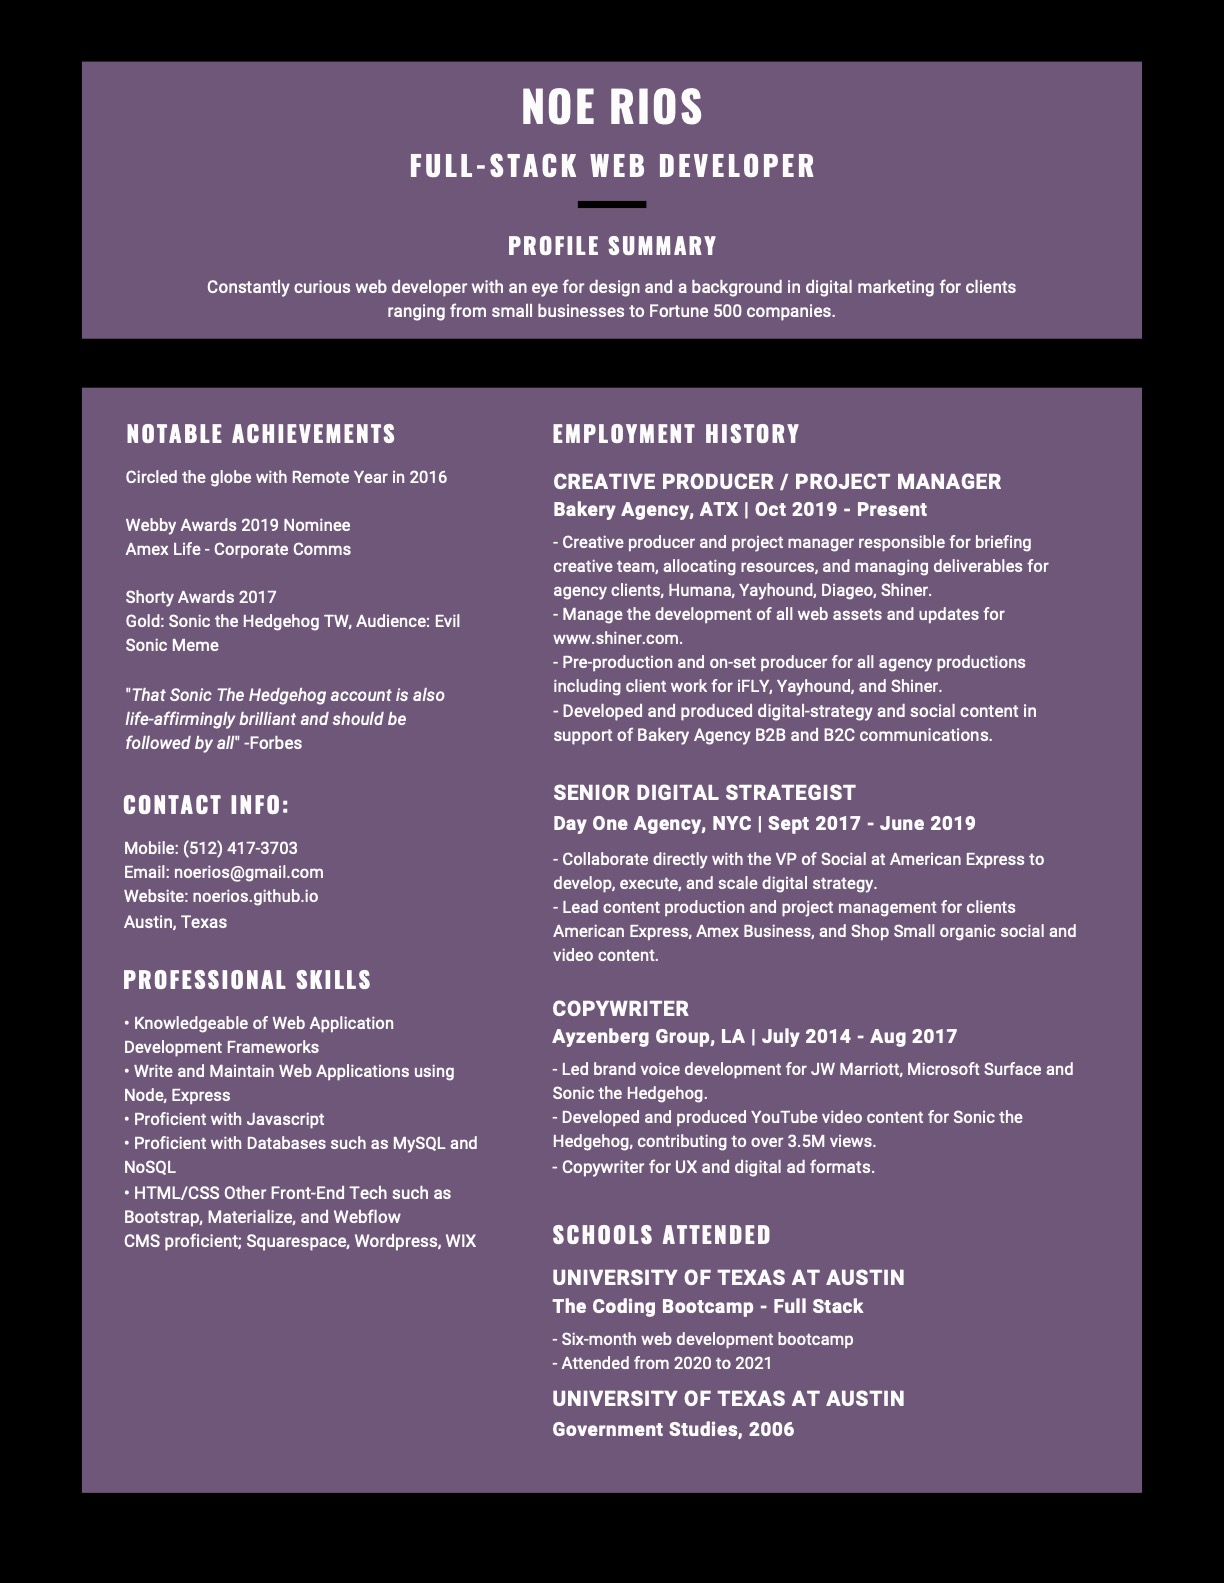 NOE RIOS
FULL-STACK WEB DEVELOPER
PROFILE SUMMARY
Constantly curious web developer with an eye for design and a background in digital marketing for clients
ranging from small businesses to Fortune 500 companies.
NOTABLE ACHIEVEMENTS
Circled the globe with Remote Year in 2016
Webby Awards 2019 Nominee
Amex Life - Corporate Comms
Shorty Awards 2017
Gold: Sonic the Hedgehog TW, Audience: Evil
Sonic Meme
"That Sonic The Hedgehog account is also
life-affirmingly brilliant and should be
followed by all" -Forbes
CONTACT INFO:
Mobile: (512) 417-3703
Email: noerios@gmail.com
Website: noerios.github.io
Austin, Texas
PROFESSIONAL SKILLS
• Knowledgeable of Web Application
Development Frameworks
• Write and Maintain Web Applications using
Node, Express
• Proficient with Javascript
• Proficient with Databases such as MySQL and
NoSQL
• HTML/CSS Other Front-End Tech such as
Bootstrap, Materialize, and Webflow
CMS proficient; Squarespace, Wordpress, WIX
EMPLOYMENT HISTORY
CREATIVE PRODUCER / PROJECT MANAGER
Bakery Agency, ATX | Oct 2019 - Present
- Creative producer and project manager responsible for briefing
creative team, allocating resources, and managing deliverables for
agency clients, Humana, Yayhound, Diageo, Shiner.
- Manage the development of all web assets and updates for
www.shiner.com.
- Pre-production and on-set producer for all agency productions
including client work for iFLY, Yayhound, and Shiner.
- Developed and produced digital-strategy and social content in
support of Bakery Agency B2B and B2C communications.
SENIOR DIGITAL STRATEGIST
Day One Agency, NYC | Sept 2017 - June 2019
- Collaborate directly with the VP of Social at American Express to
develop, execute, and scale digital strategy.
- Lead content production and project management for clients
American Express, Amex Business, and Shop Small organic social and
video content.
COPYWRITER
Ayzenberg Group, LA | July 2014 - Aug 2017
- Led brand voice development for JW Marriott, Microsoft Surface and
Sonic the Hedgehog.
- Developed and produced YouTube video content for Sonic the
Hedgehog, contributing to over 3.5M views.
- Copywriter for UX and digital ad formats.
SCHOOLS ATTENDED
UNIVERSITY OF TEXAS AT AUSTIN
The Coding Bootcamp - Full Stack
- Six-month web development bootcamp
- Attended from 2020 to 2021
UNIVERSITY OF TEXAS AT AUSTIN
Government Studies, 2006